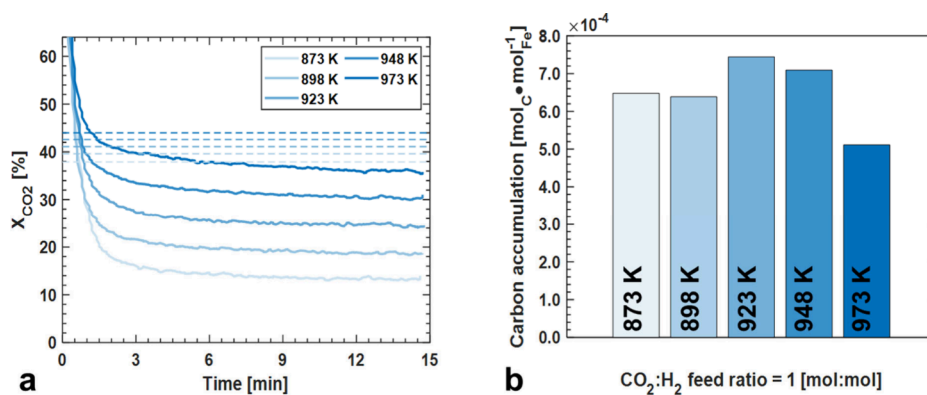 60
50
40
30
20
10
0
X_CO2 [%]
873 K
898 K
923 K
948 K
973 K
0 3 6 9 12 15
Time [min]
a
×10⁻⁴
8.0
7.0
6.0
5.0
4.0
3.0
2.0
1.0
0.0
Carbon accumulation [mol_C●mol⁻¹_Fe]
873 K
898 K
923 K
948 K
973 K
CO₂:H₂ feed ratio = 1 [mol:mol]
b